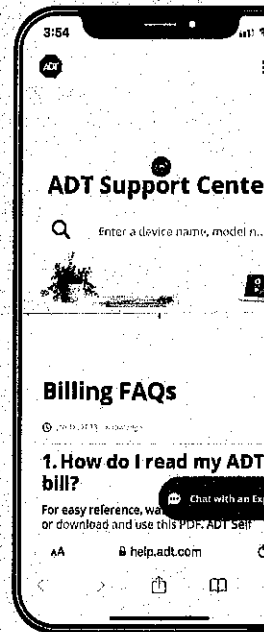 3:54
ADT
ADT Support Cente
Enter a device name, model n...
Billing FAQs
1. How do I read my ADT
bill?
Chat with an Exp
For easy reference, wa
or download and use this PDF: ADT Self
AA
help.adt.com